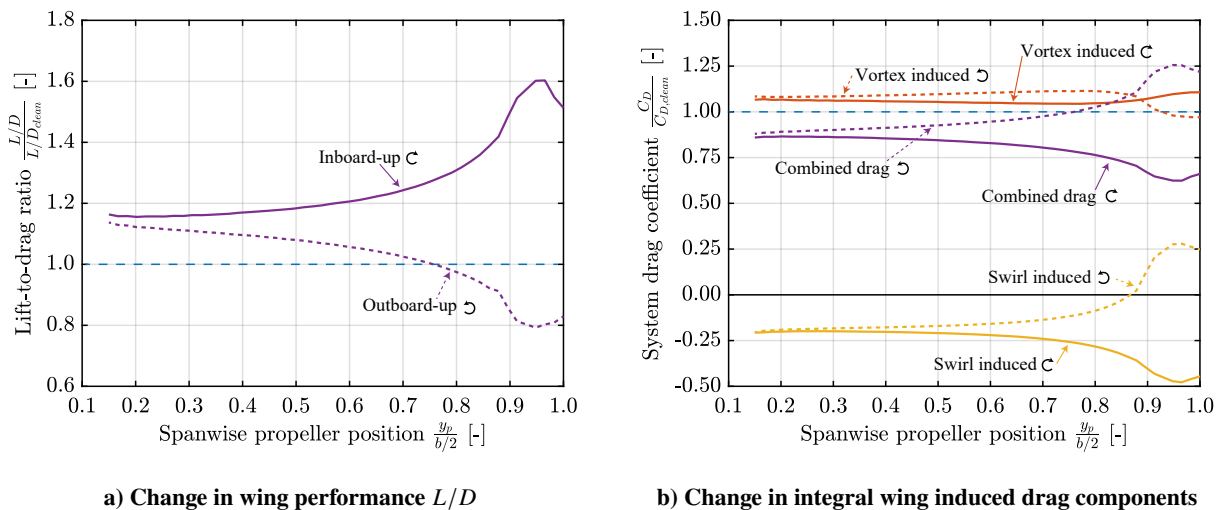 Lift-to-drag ratio L/D / L/D_clean [-]
1.8
1.6
1.4
1.2
1.0
0.8
0.6
Inboard-up ↻
Outboard-up ↺
0.1 0.2 0.3 0.4 0.5 0.6 0.7 0.8 0.9 1.0
Spanwise propeller position y_p / b/2 [-]
a) Change in wing performance L/D
System drag coefficient C_D / C_D,clean [-]
1.50
1.25
1.00
0.75
0.50
0.25
0.00
-0.25
-0.50
Vortex induced ↻
Vortex induced ↺
Combined drag ↺
Combined drag ↻
Swirl induced ↺
Swirl induced ↻
0.1 0.2 0.3 0.4 0.5 0.6 0.7 0.8 0.9 1.0
Spanwise propeller position y_p / b/2 [-]
b) Change in integral wing induced drag components